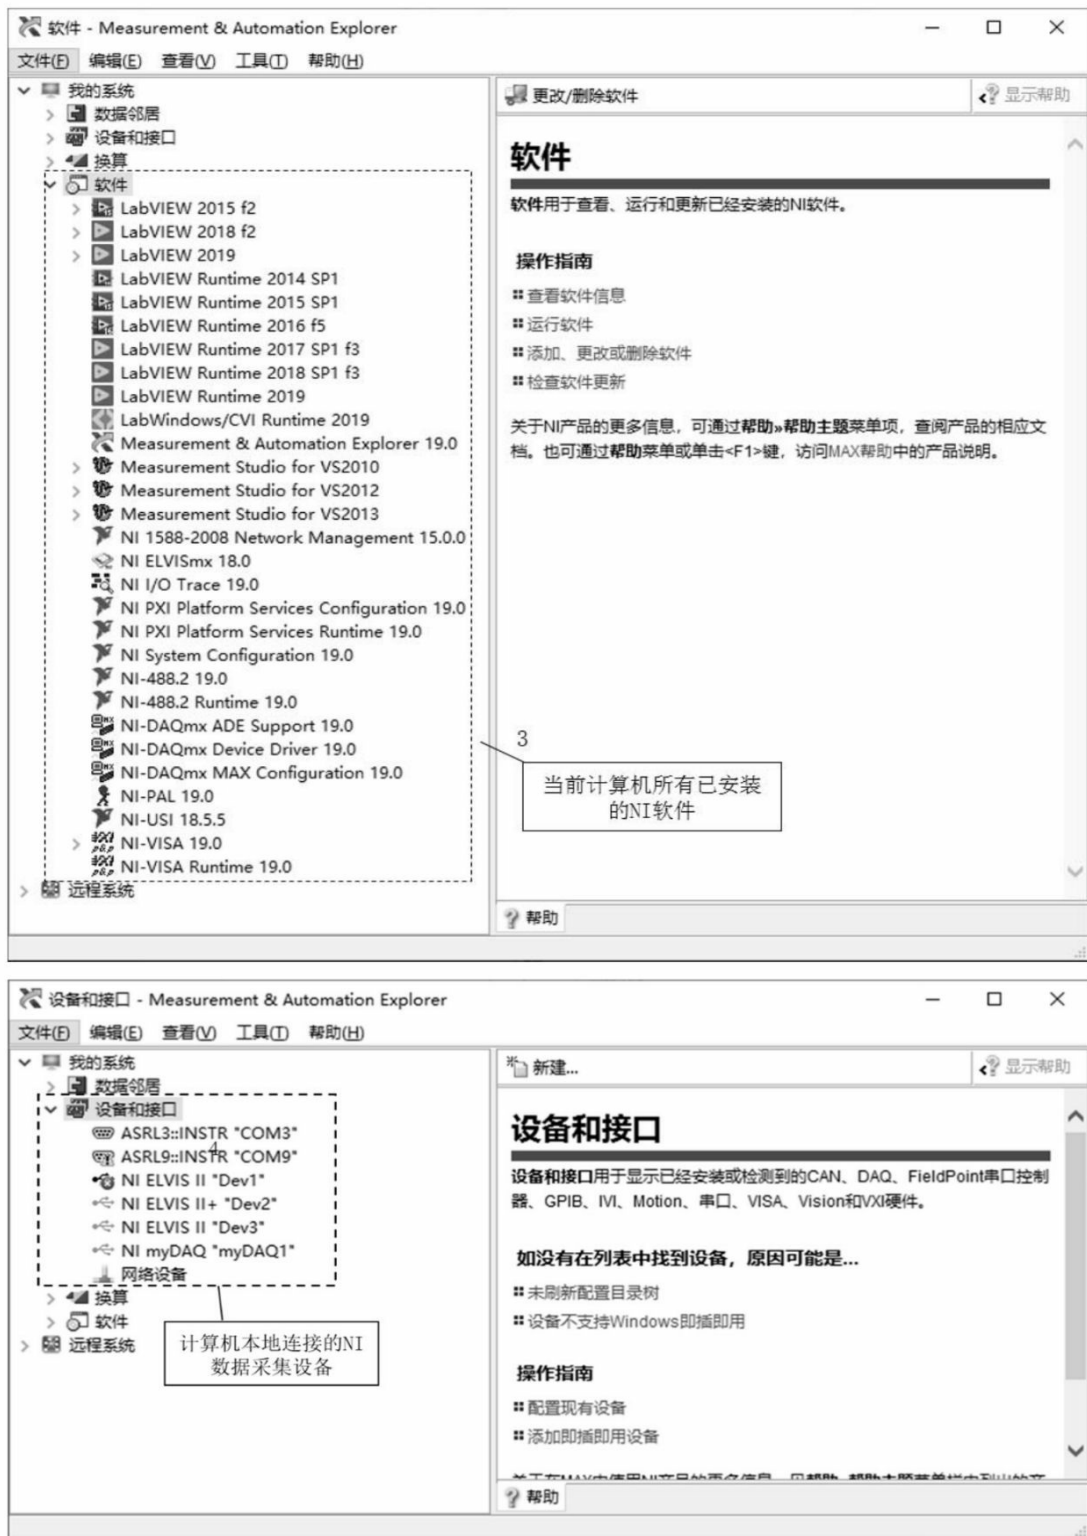 软件 - Measurement & Automation Explorer
文件(F) 编辑(E) 查看(V) 工具(T) 帮助(H)
我的系统
数据邻居
设备和接口
换算
软件
LabVIEW 2015 f2
LabVIEW 2018 f2
LabVIEW 2019
LabVIEW Runtime 2014 SP1
LabVIEW Runtime 2015 SP1
LabVIEW Runtime 2016 f5
LabVIEW Runtime 2017 SP1 f3
LabVIEW Runtime 2018 SP1 f3
LabVIEW Runtime 2019
LabWindows/CVI Runtime 2019
Measurement & Automation Explorer 19.0
Measurement Studio for VS2010
Measurement Studio for VS2012
Measurement Studio for VS2013
NI 1588-2008 Network Management 15.0.0
NI ELVISmx 18.0
NI I/O Trace 19.0
NI PXI Platform Services Configuration 19.0
NI PXI Platform Services Runtime 19.0
NI System Configuration 19.0
NI-488.2 19.0
NI-488.2 Runtime 19.0
NI-DAQmx ADE Support 19.0
NI-DAQmx Device Driver 19.0
NI-DAQmx MAX Configuration 19.0
NI-PAL 19.0
NI-USI 18.5.5
NI-VISA 19.0
NI-VISA Runtime 19.0
远程系统
更改/删除软件 显示帮助
软件
软件用于查看、运行和更新已经安装的NI软件。
操作指南
查看软件信息
运行软件
添加、更改或删除软件
检查软件更新
关于NI产品的更多信息，可通过帮助»帮助主题菜单项，查阅产品的相应文
档。也可通过帮助菜单或单击<F1>键，访问MAX帮助中的产品说明。
3
当前计算机所有已安装
的NI软件
帮助
设备和接口 - Measurement & Automation Explorer
文件(F) 编辑(E) 查看(V) 工具(T) 帮助(H)
我的系统
数据邻居
设备和接口
ASRL3::INSTR "COM3"
4
ASRL9::INSTR "COM9"
NI ELVIS II "Dev1"
NI ELVIS II+ "Dev2"
NI ELVIS II "Dev3"
NI myDAQ "myDAQ1"
网络设备
换算
软件
远程系统
计算机本地连接的NI
数据采集设备
新建... 显示帮助
设备和接口
设备和接口用于显示已经安装或检测到的CAN、DAQ、FieldPoint串口控制
器、GPIB、IVI、Motion、串口、VISA、Vision和VXI硬件。
如没有在列表中找到设备，原因可能是...
未刷新配置目录树
设备不支持Windows即插即用
操作指南
配置现有设备
添加即插即用设备
帮助